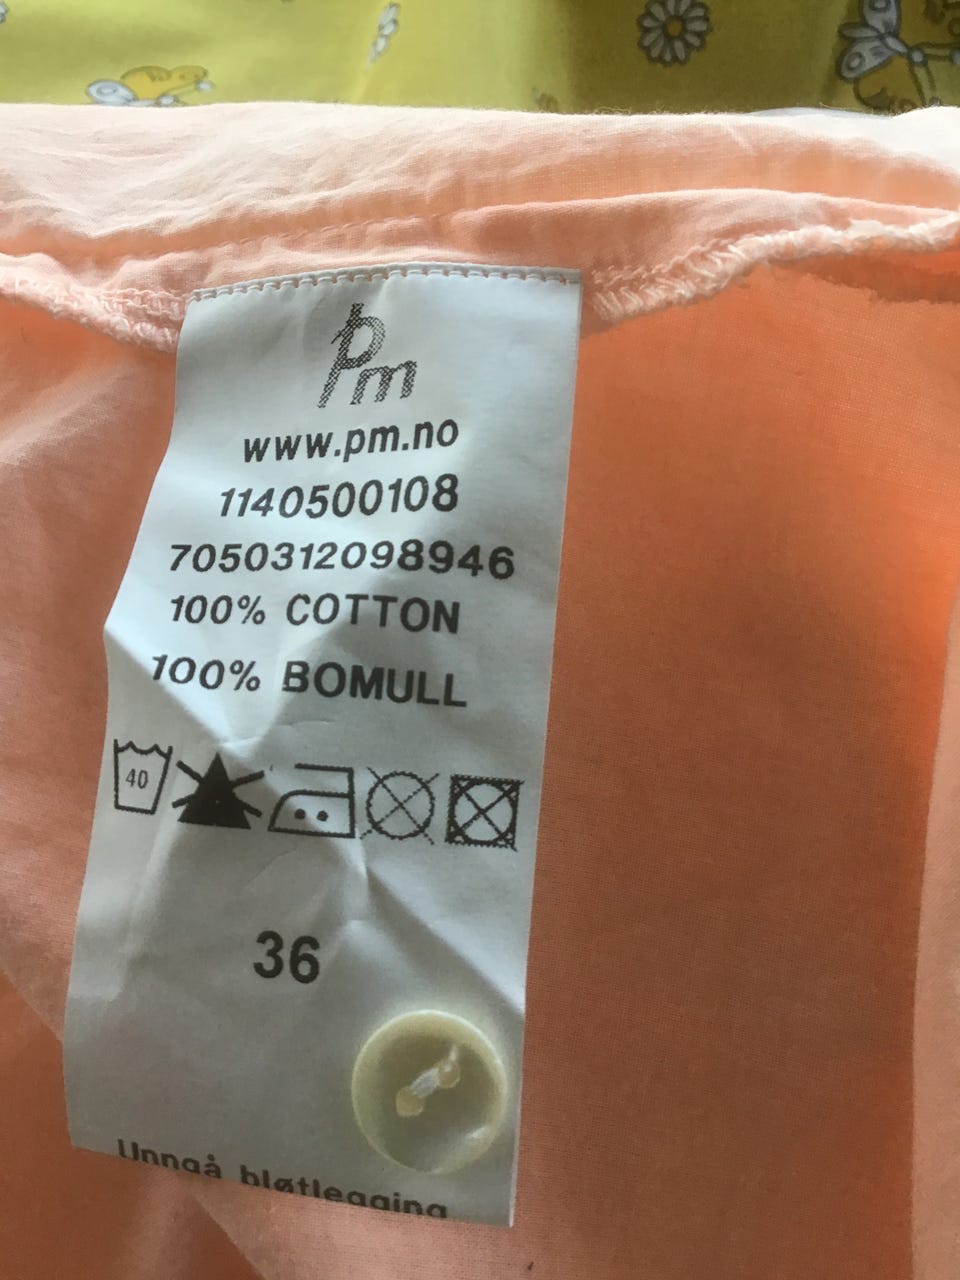 pm
www.pm.no
1140500108
7050312098946
100% COTTON
100% BOMULL
40
36
Unngå bløtlegging